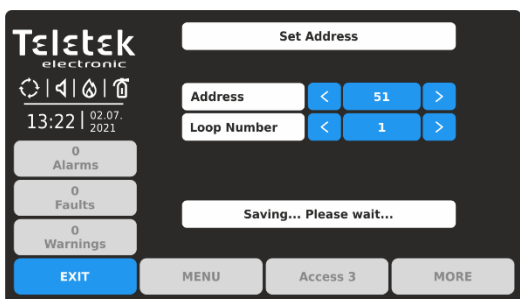 Teletek
electronic
13:22 | 02.07.
2021
0
Alarms
0
Faults
0
Warnings
Set Address
Address < 51 >
Loop Number < 1 >
Saving... Please wait...
EXIT MENU Access 3 MORE